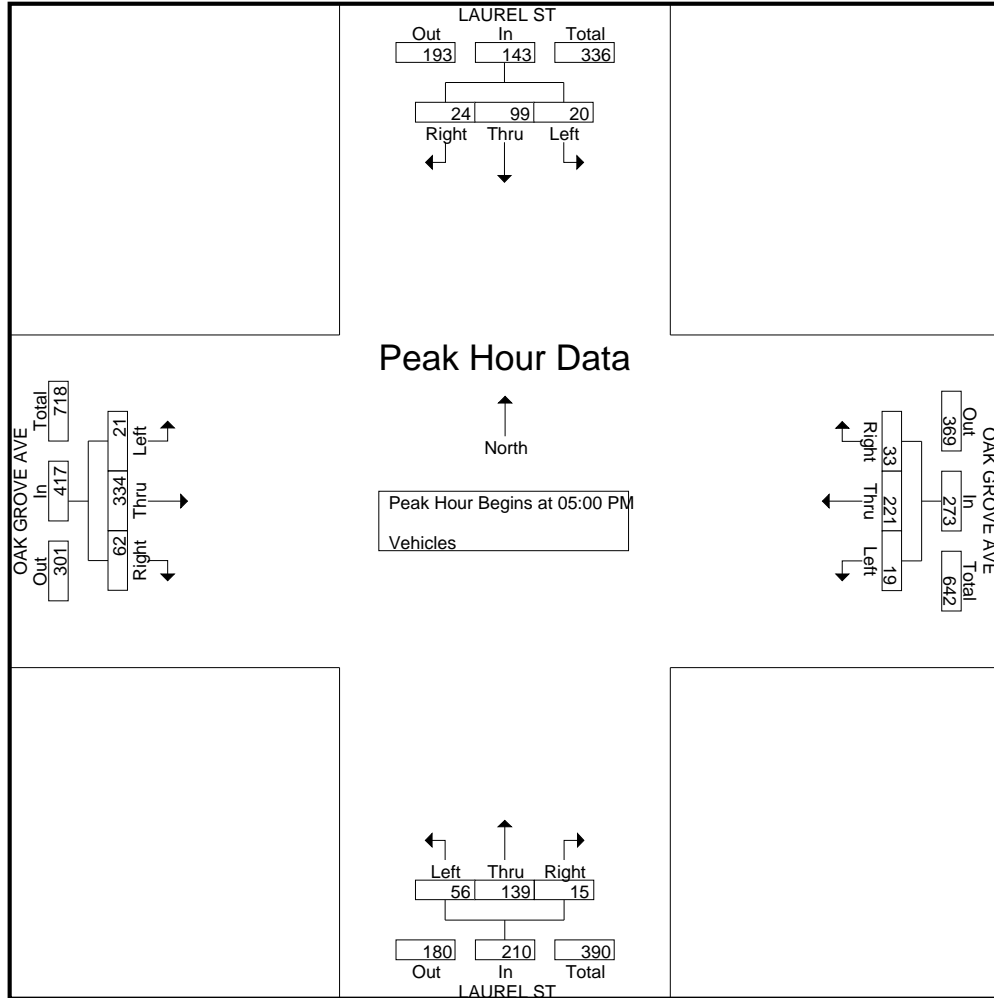 LAUREL ST
Out In Total
193 143 336
24 99 20
Right Thru Left
Peak Hour Data
North
Peak Hour Begins at 05:00 PM
Vehicles
OAK GROVE AVE
Out In Total
301 417 718
62 334 21
Right Thru Left
OAK GROVE AVE
Out In Total
369 273 642
33 221 19
Right Thru Left
Left Thru Right
56 139 15
180 210 390
Out In Total
LAUREL ST